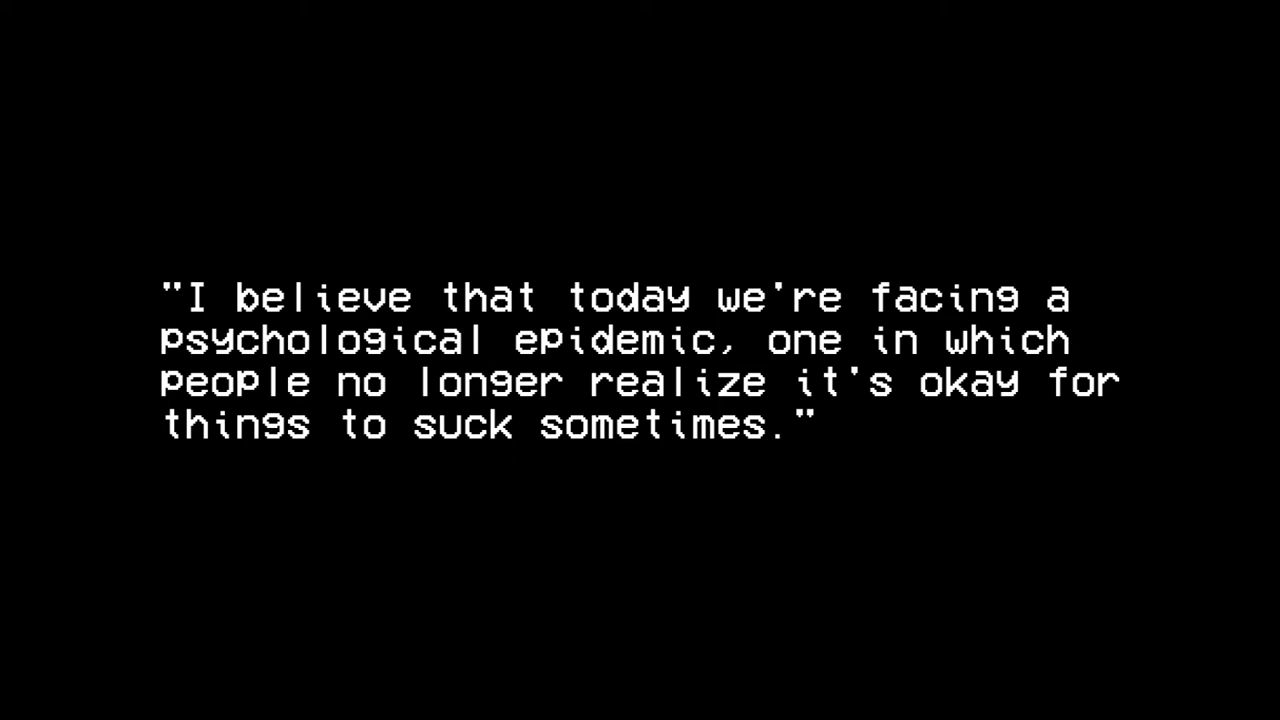 "I believe that today we're facing a
psychological epidemic, one in which
people no longer realize it's okay for
things to suck sometimes."